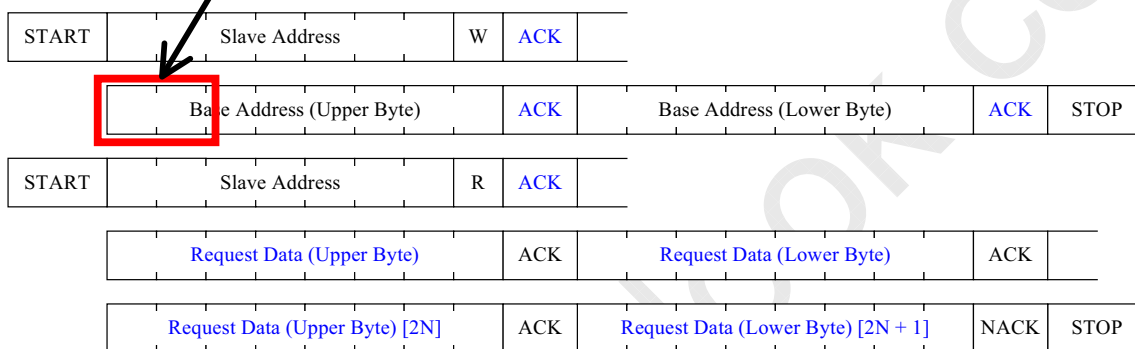 START Slave Address W ACK
Base Address (Upper Byte) ACK Base Address (Lower Byte) ACK STOP
START Slave Address R ACK
Request Data (Upper Byte) ACK Request Data (Lower Byte) ACK
Request Data (Upper Byte) [2N] ACK Request Data (Lower Byte) [2N + 1] NACK STOP